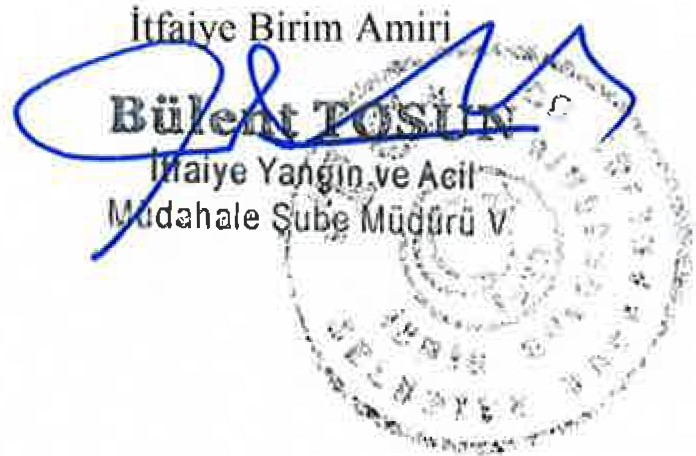 İtfaiye Birim Amiri
Bülent TOSUN
İtfaiye Yangın ve Acil
Müdahale Şube Müdürü V.